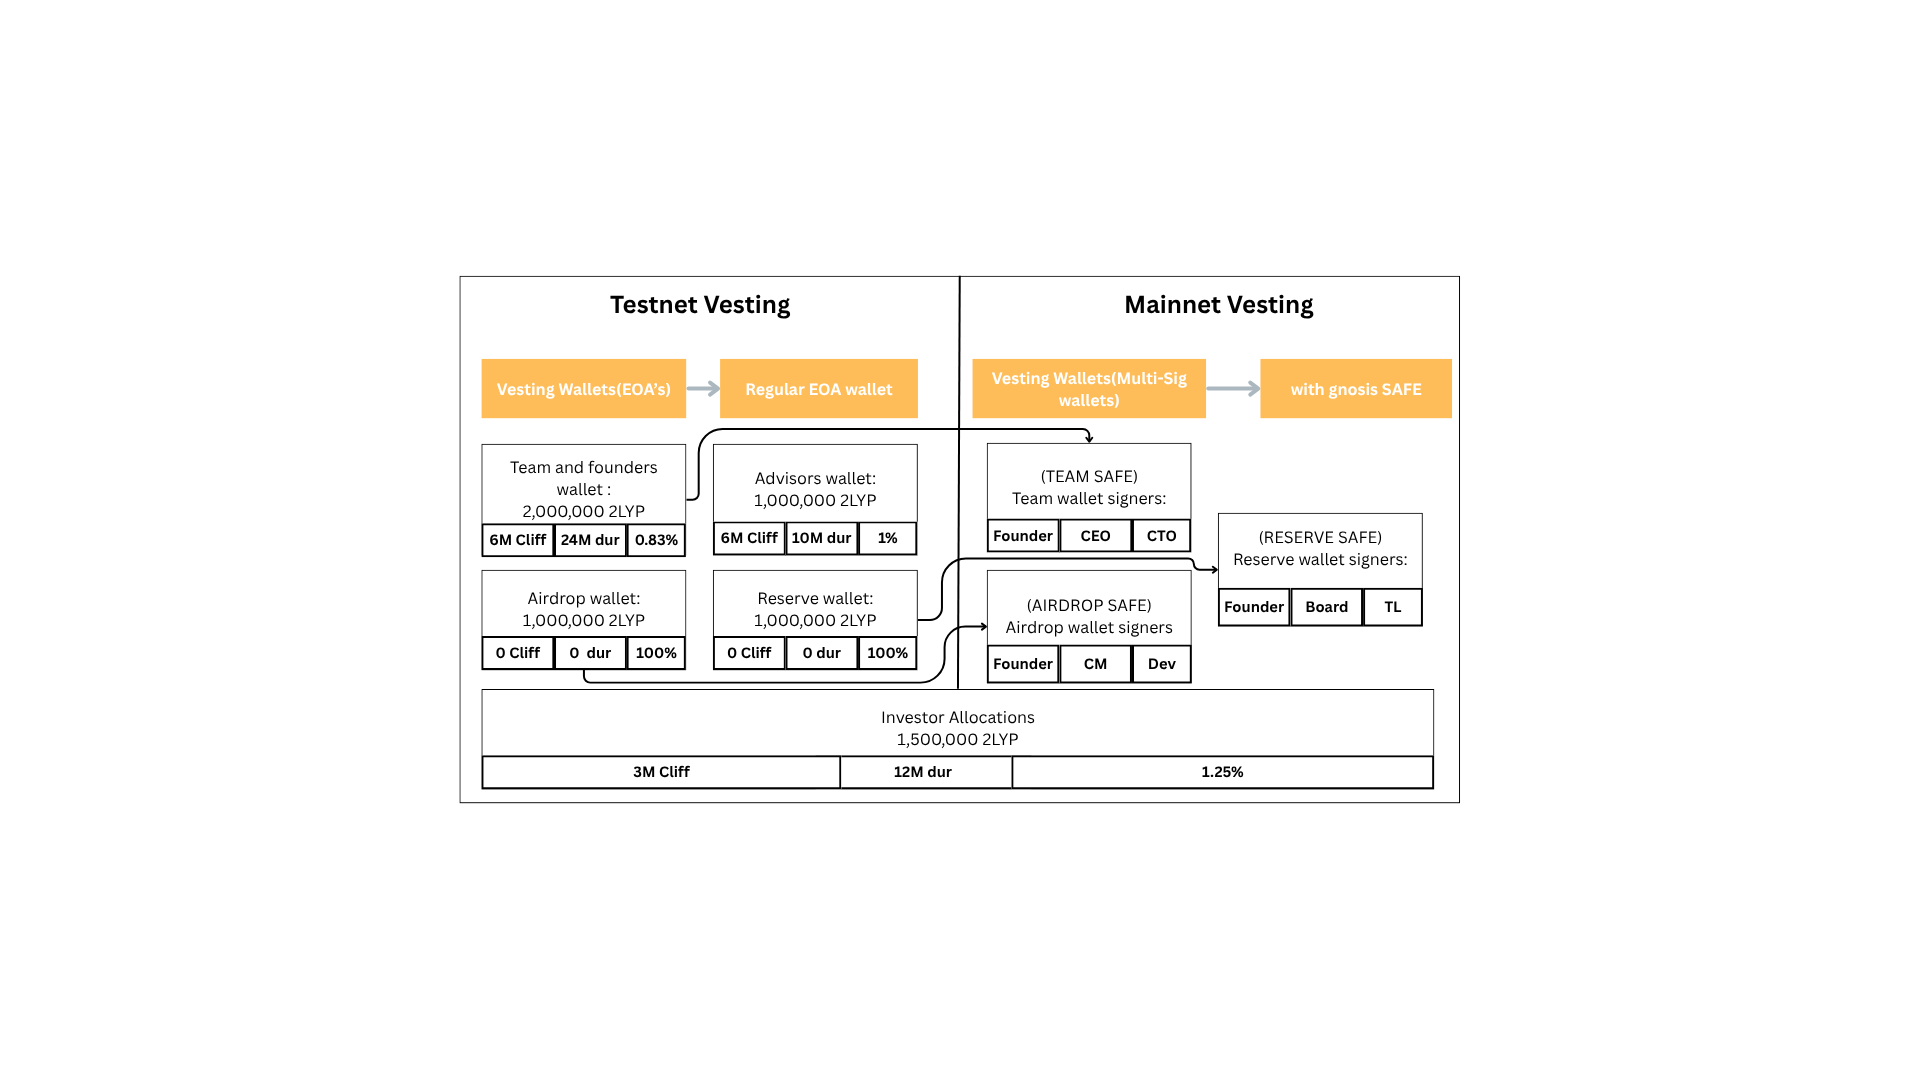 Testnet Vesting
Mainnet Vesting
Vesting Wallets(EOA's)
Regular EOA wallet
Vesting Wallets(Multi-Sig
wallets)
with gnosis SAFE
Team and founders
wallet :
2,000,000 2LYP
6M Cliff
24M dur
0.83%
Advisors wallet:
1,000,000 2LYP
6M Cliff
10M dur
1%
(TEAM SAFE)
Team wallet signers:
Founder
CEO
CTO
(RESERVE SAFE)
Reserve wallet signers:
Founder
Board
TL
Airdrop wallet:
1,000,000 2LYP
0 Cliff
0 dur
100%
Reserve wallet:
1,000,000 2LYP
0 Cliff
0 dur
100%
(AIRDROP SAFE)
Airdrop wallet signers
Founder
CM
Dev
Investor Allocations
1,500,000 2LYP
3M Cliff
12M dur
1.25%